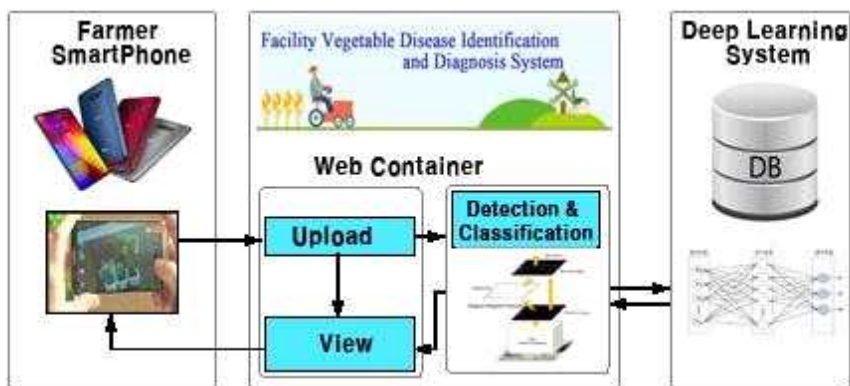 Farmer
SmartPhone
Facility Vegetable Disease Identification
and Diagnosis System
Deep Learning
System
DB
Web Container
Upload
Detection &
Classification
View